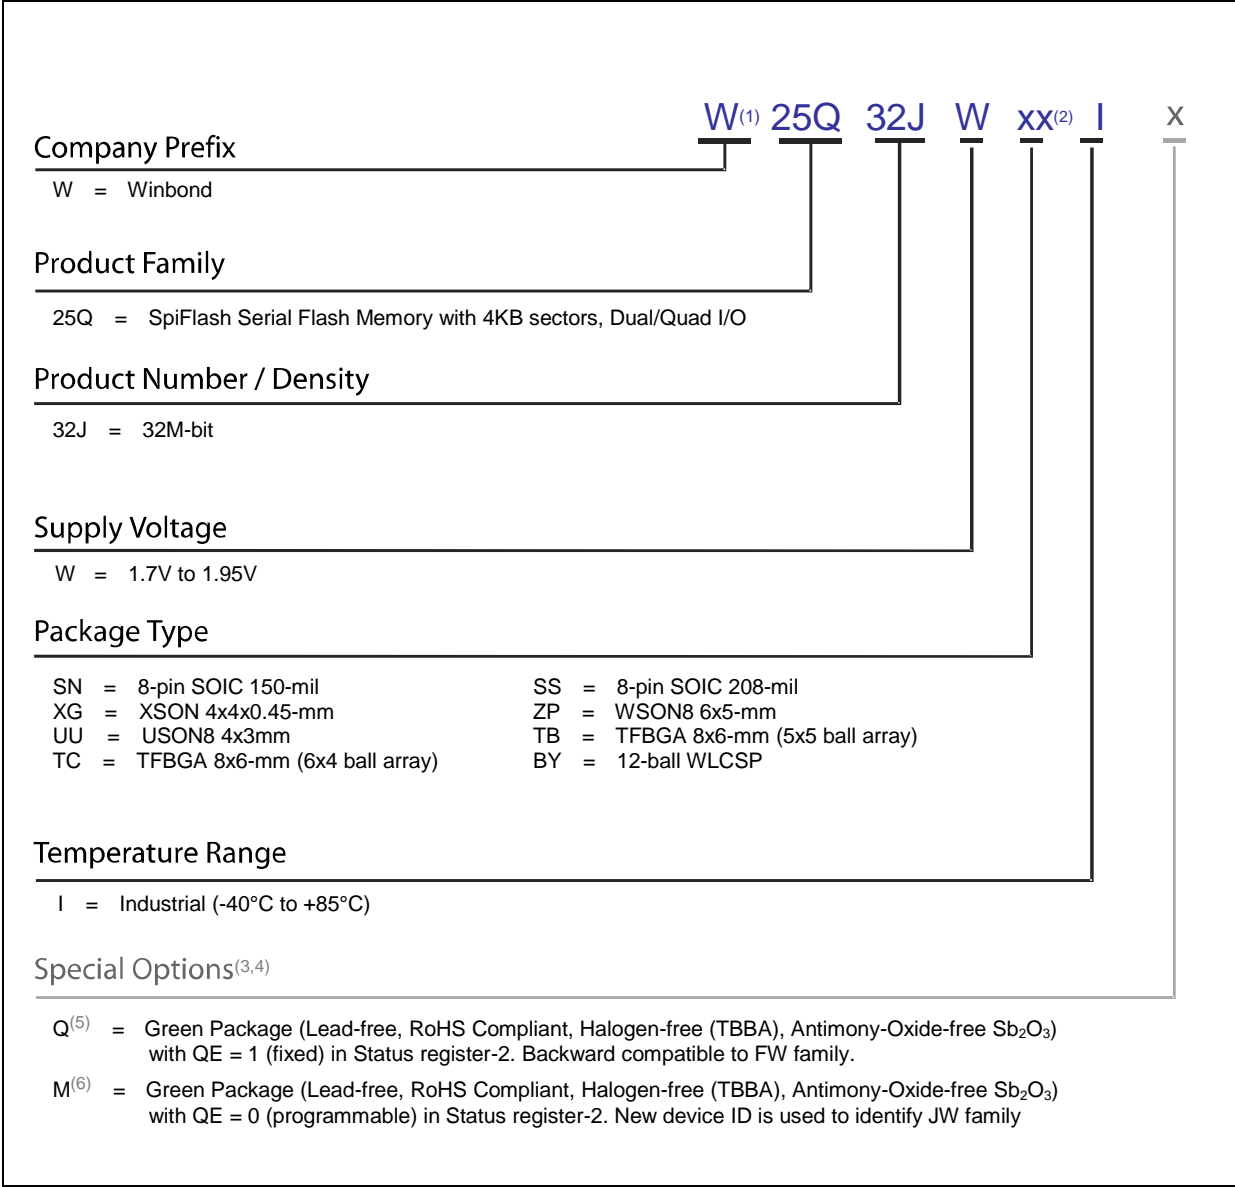 W(1) 25Q 32J W xx(2) I x
Company Prefix
W = Winbond
Product Family
25Q = SpiFlash Serial Flash Memory with 4KB sectors, Dual/Quad I/O
Product Number / Density
32J = 32M-bit
Supply Voltage
W = 1.7V to 1.95V
Package Type
SN = 8-pin SOIC 150-mil SS = 8-pin SOIC 208-mil
XG = XSON 4x4x0.45-mm ZP = WSON8 6x5-mm
UU = USON8 4x3mm TB = TFBGA 8x6-mm (5x5 ball array)
TC = TFBGA 8x6-mm (6x4 ball array) BY = 12-ball WLCSP
Temperature Range
I = Industrial (-40°C to +85°C)
Special Options(3,4)
Q(5) = Green Package (Lead-free, RoHS Compliant, Halogen-free (TBBA), Antimony-Oxide-free Sb₂O₃)
with QE = 1 (fixed) in Status register-2. Backward compatible to FW family.
M(6) = Green Package (Lead-free, RoHS Compliant, Halogen-free (TBBA), Antimony-Oxide-free Sb₂O₃)
with QE = 0 (programmable) in Status register-2. New device ID is used to identify JW family